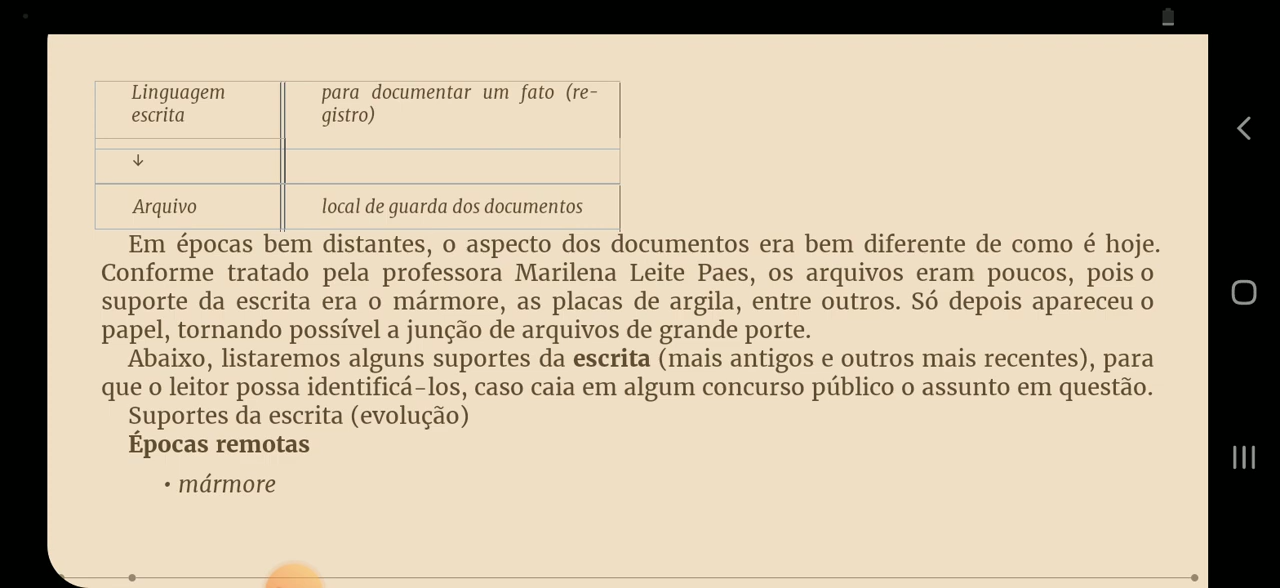 Linguagem para documentar um fato (re-
escrita gistro)
↓
Arquivo local de guarda dos documentos
Em épocas bem distantes, o aspecto dos documentos era bem diferente de como é hoje.
Conforme tratado pela professora Marilena Leite Paes, os arquivos eram poucos, pois o
suporte da escrita era o mármore, as placas de argila, entre outros. Só depois apareceu o
papel, tornando possível a junção de arquivos de grande porte.
Abaixo, listaremos alguns suportes da escrita (mais antigos e outros mais recentes), para
que o leitor possa identificá-los, caso caia em algum concurso público o assunto em questão.
Suportes da escrita (evolução)
Épocas remotas
• mármore